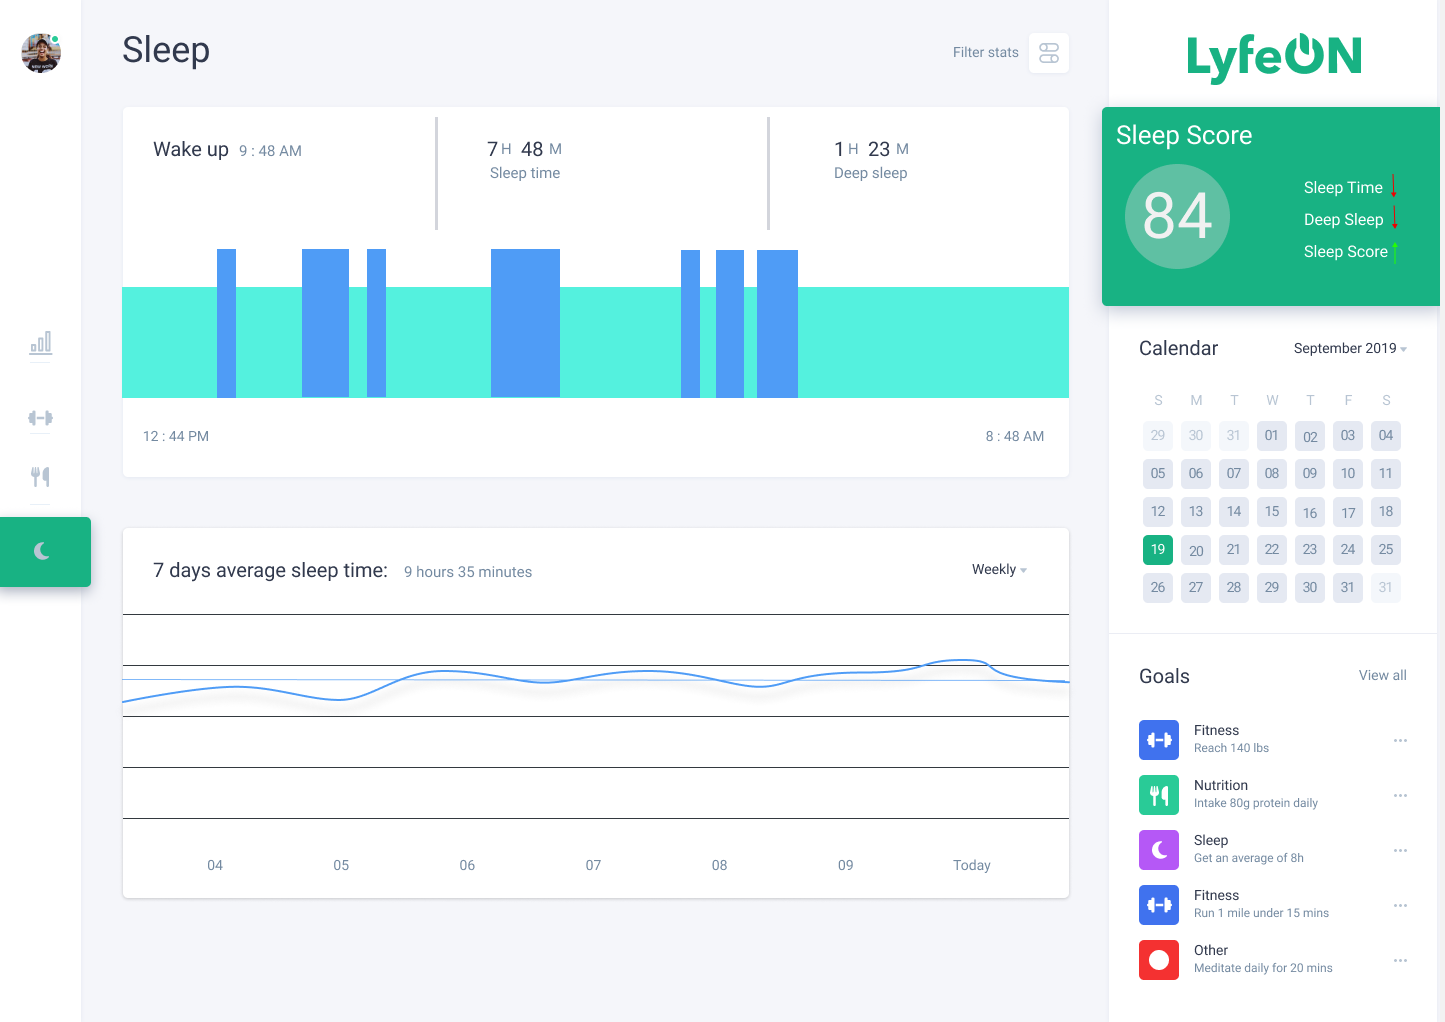 Sleep
Filter stats
Wake up 9 : 48 AM
7 H 48 M
Sleep time
1 H 23 M
Deep sleep
12 : 44 PM
8 : 48 AM
7 days average sleep time: 9 hours 35 minutes
Weekly
04 05 06 07 08 09 Today
LyfeON
Sleep Score
84
Sleep Time
Deep Sleep
Sleep Score
Calendar
September 2019
S M T W T F S
29 30 31 01 02 03 04
05 06 07 08 09 10 11
12 13 14 15 16 17 18
19 20 21 22 23 24 25
26 27 28 29 30 31 31
Goals
View all
Fitness
Reach 140 lbs
Nutrition
Intake 80g protein daily
Sleep
Get an average of 8h
Fitness
Run 1 mile under 15 mins
Other
Meditate daily for 20 mins